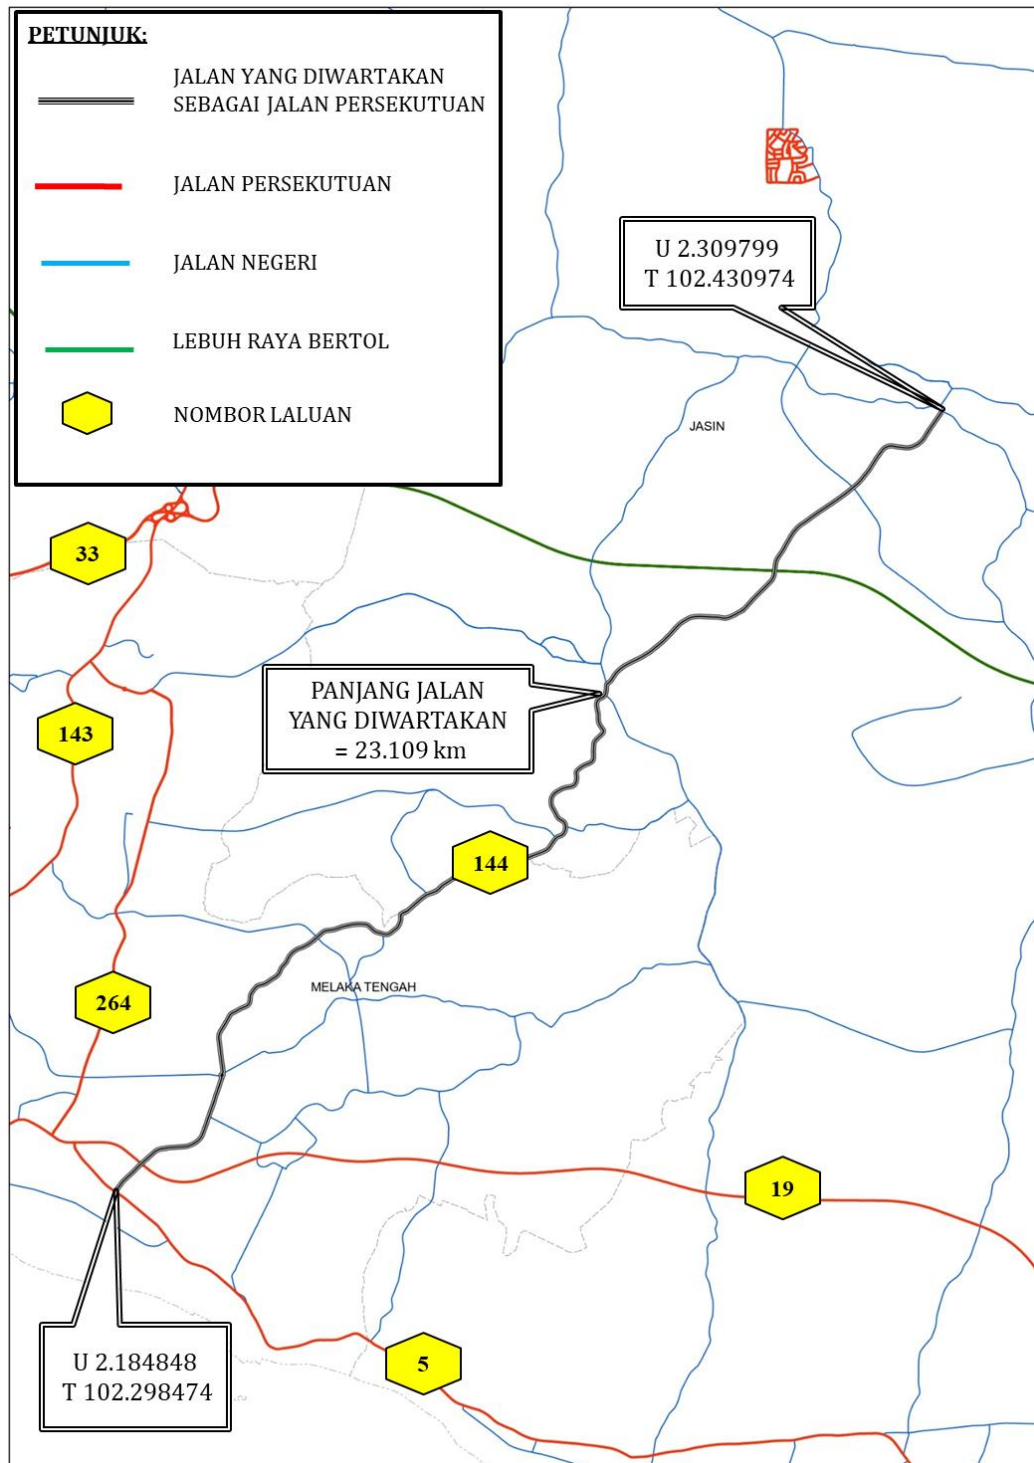 PETUNJUK:
JALAN YANG DIWARTAKAN
SEBAGAI JALAN PERSEKUTUAN
JALAN PERSEKUTUAN
JALAN NEGERI
LEBUH RAYA BERTOL
NOMBOR LALUAN
U 2.309799
T 102.430974
JASIN
33
PANJANG JALAN
YANG DIWARTAKAN
= 23.109 km
143
144
MELAKA TENGAH
264
19
U 2.184848
T 102.298474
5